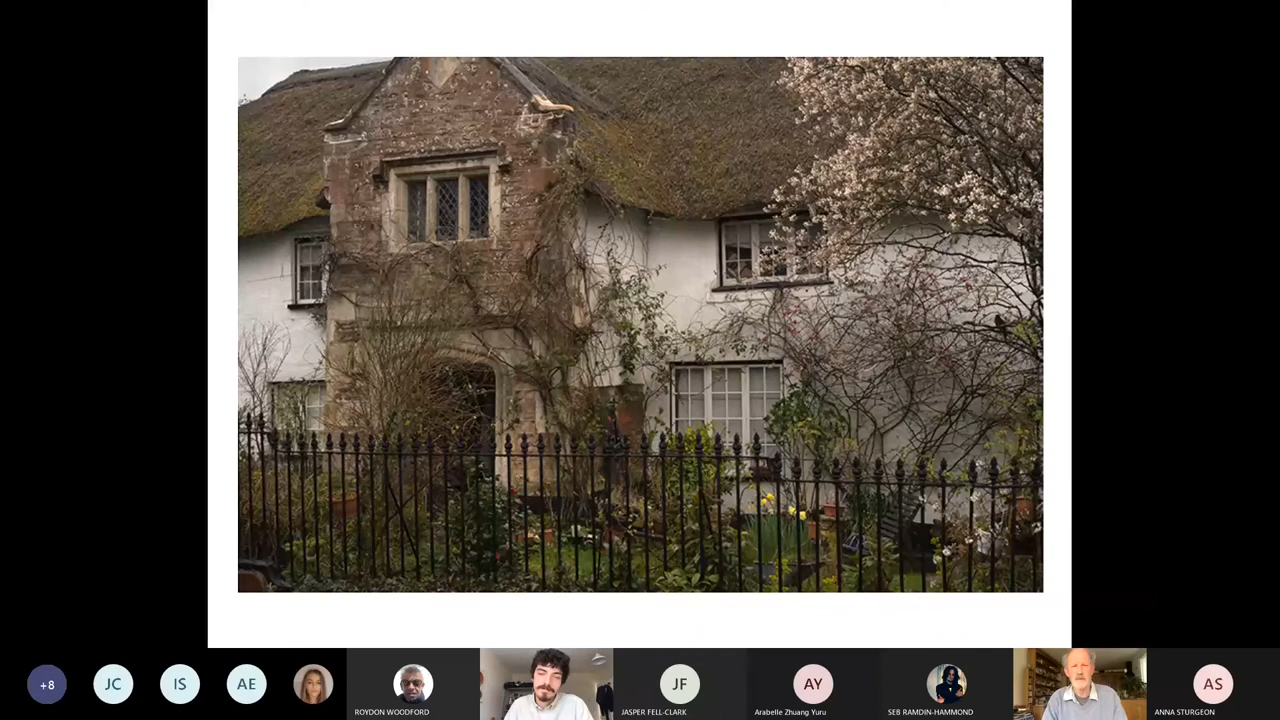 +8
JC
IS
AE
ROYDON WOODFORD
JF
JASPER FELL-CLARK
AY
Arabelle Zhuang Yuru
SEB RAMDIN-HAMMOND
AS
ANNA STURGEON